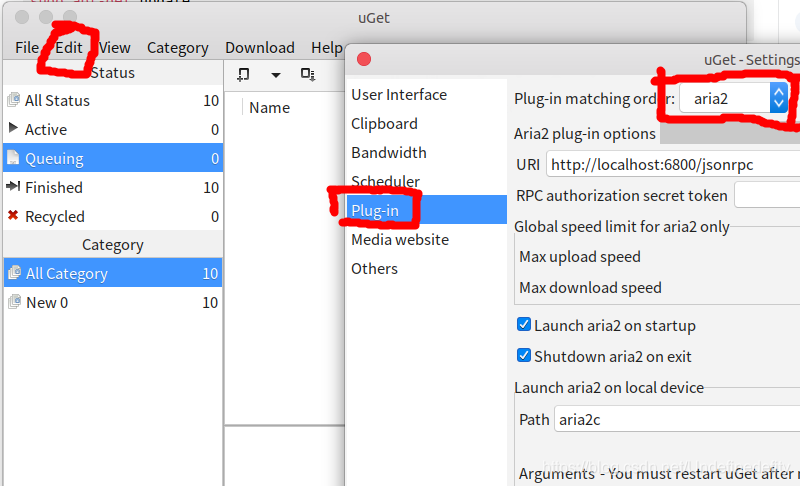 uGet
File Edit View Category Download Help
Status
All Status 10
Active 0
Queuing 0
Finished 10
Recycled 0
Category
All Category 10
New 0 10
Name
uGet - Settings
User Interface
Clipboard
Bandwidth
Scheduler
Plug-in
Media website
Others
Plug-in matching order: aria2
Aria2 plug-in options
URI http://localhost:6800/jsonrpc
RPC authorization secret token
Global speed limit for aria2 only
Max upload speed
Max download speed
Launch aria2 on startup
Shutdown aria2 on exit
Launch aria2 on local device
Path aria2c
Arguments - You must restart uGet after